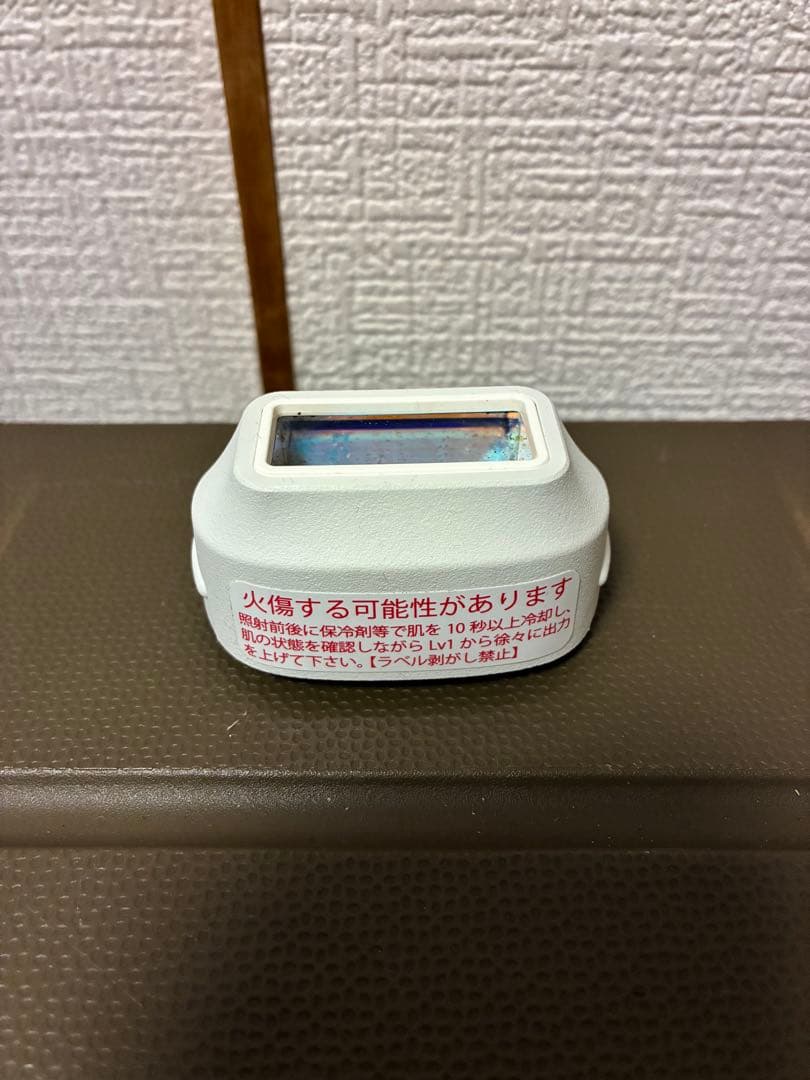 火傷する可能性があります
照射前後に保冷剤等で肌を 10 秒以上冷却し、
肌の状態を確認しながら Lv1 から徐々に出力
を上げて下さい。【ラベル剥がし禁止】